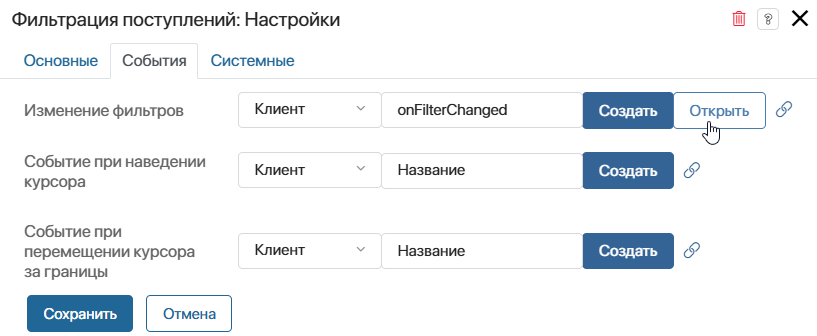 Фильтрация поступлений: Настройки
Основные События Системные
Изменение фильтров Клиент onFilterChanged Создать Открыть
Событие при наведении
курсора
Клиент Название Создать
Событие при
перемещении курсора
за границы
Клиент Название Создать
Сохранить Отмена